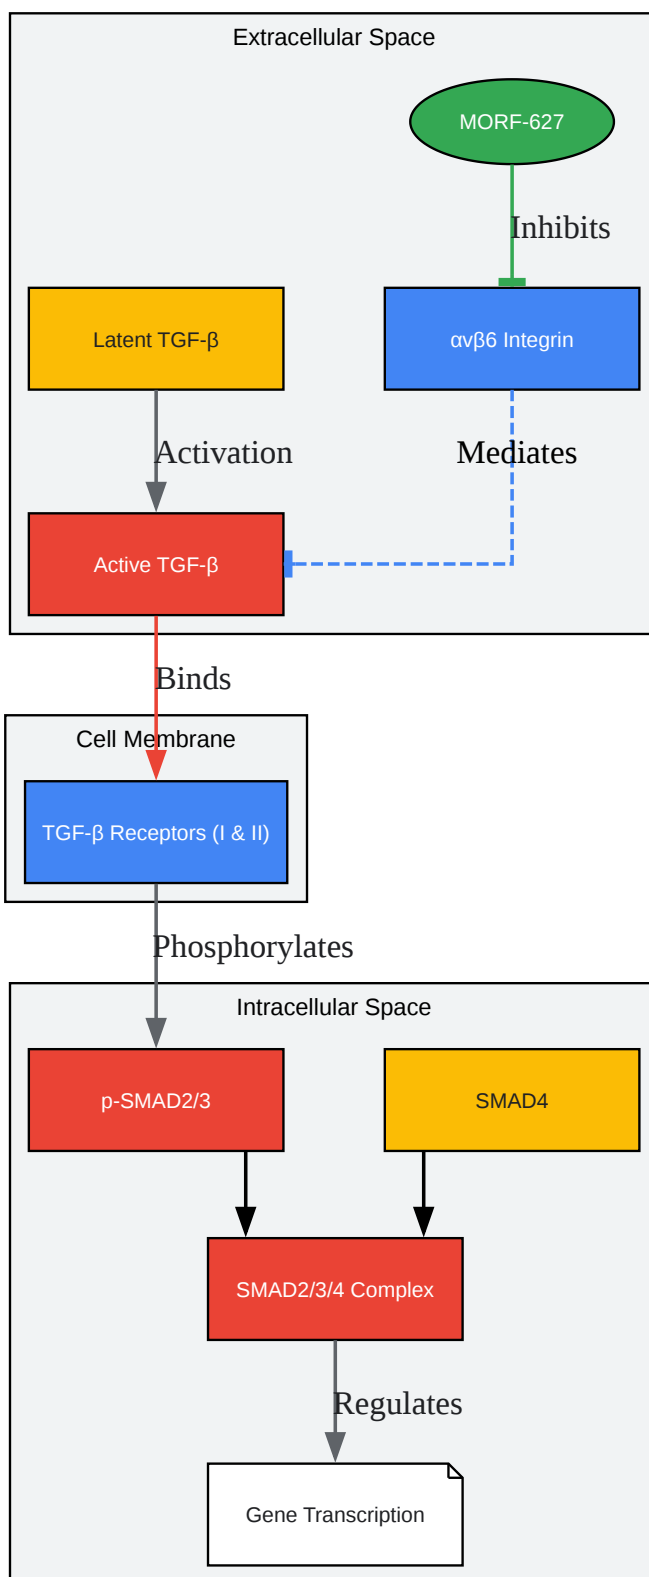 Extracellular Space
MORF-627
Inhibits
Latent TGF-β
αvβ6 Integrin
Activation
Mediates
Active TGF-β
Binds
Cell Membrane
TGF-β Receptors (I & II)
Phosphorylates
Intracellular Space
p-SMAD2/3
SMAD4
SMAD2/3/4 Complex
Regulates
Gene Transcription